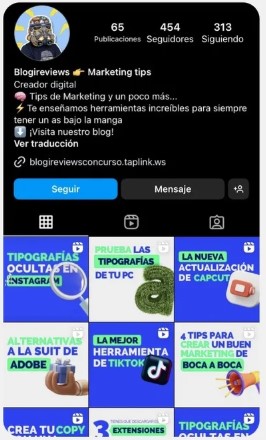 65 454 313
Publicaciones Seguidores Siguiendo
Blogireviews 👉 Marketing tips
Creador digital
🧠 Tips de Marketing y un poco más...
⚡ Te enseñamos herramientas increíbles para siempre
tener un as bajo la manga
⬇️ ¡Visita nuestro blog!
Ver traducción
blogireviewsconcurso.taplink.ws
Seguir Mensaje
TIPOGRAFÍAS
OCULTAS EN
INSTAGRAM
PRUEBA LAS
TIPOGRAFÍAS
DE TU PC
LA NUEVA
ACTUALIZACIÓN
DE CAPCUT
ALTERNATIVAS
A LA SUIT DE
ADOBE
LA MEJOR
HERRAMIENTA
DE TIKTOK
4 TIPS PARA
CREAR UN BUEN
MARKETING DE
BOCA A BOCA
CREA TU COPY
3
EXTENSIONES
TIPOGRAFÍAS
OCULTAS EN